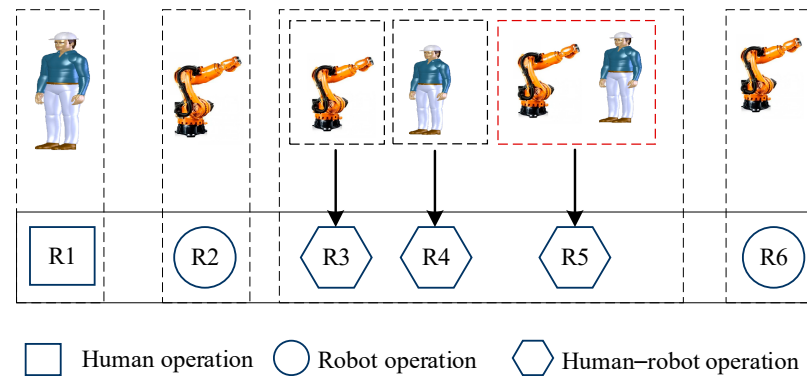 R1 R2 R3 R4 R5 R6
Human operation Robot operation Human–robot operation